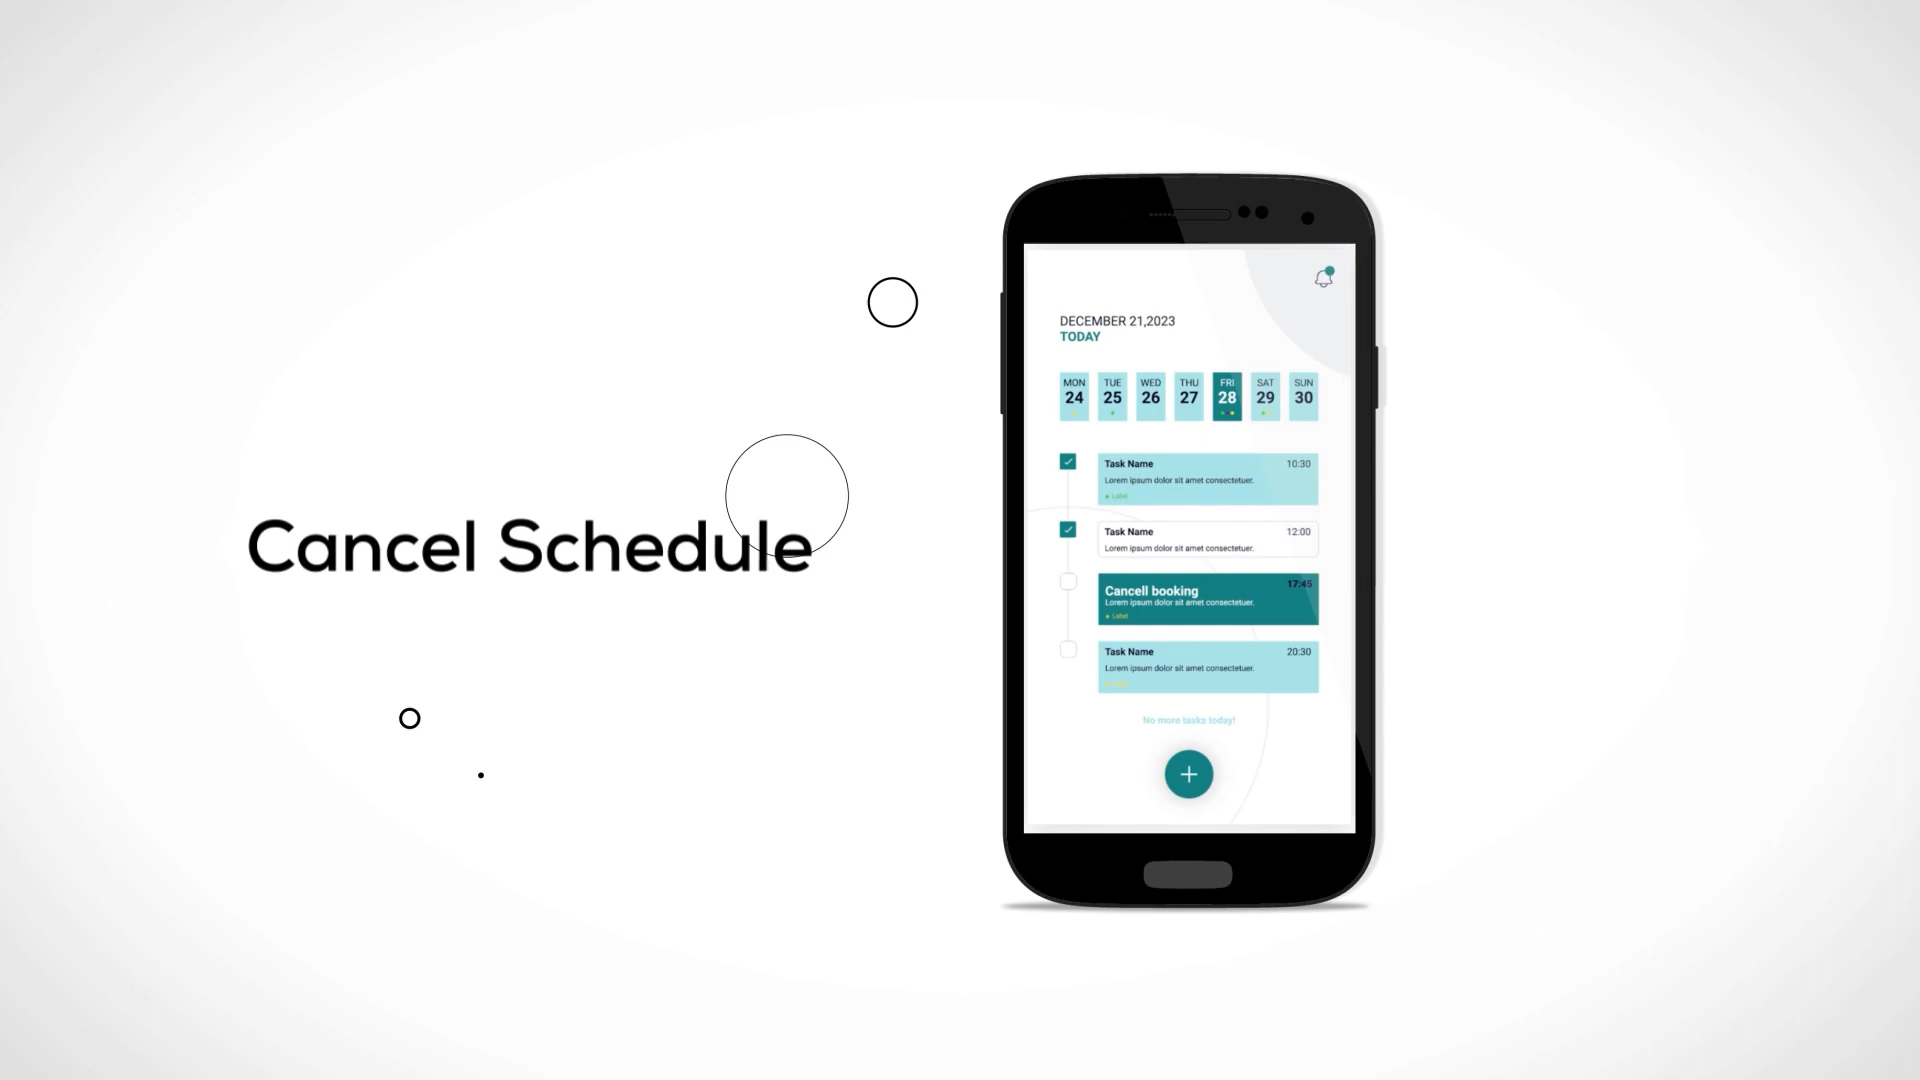 Cancel Schedule
DECEMBER 21,2023
TODAY
MON TUE WED THU FRI SAT SUN
24 25 26 27 28 29 30
Task Name 10:30
Lorem ipsum dolor sit amet consectetuer.
Label
Task Name 12:00
Lorem ipsum dolor sit amet consectetuer.
Cancell booking 17:45
Lorem ipsum dolor sit amet consectetuer.
Label
Task Name 20:30
Lorem ipsum dolor sit amet consectetuer.
No more tasks today!